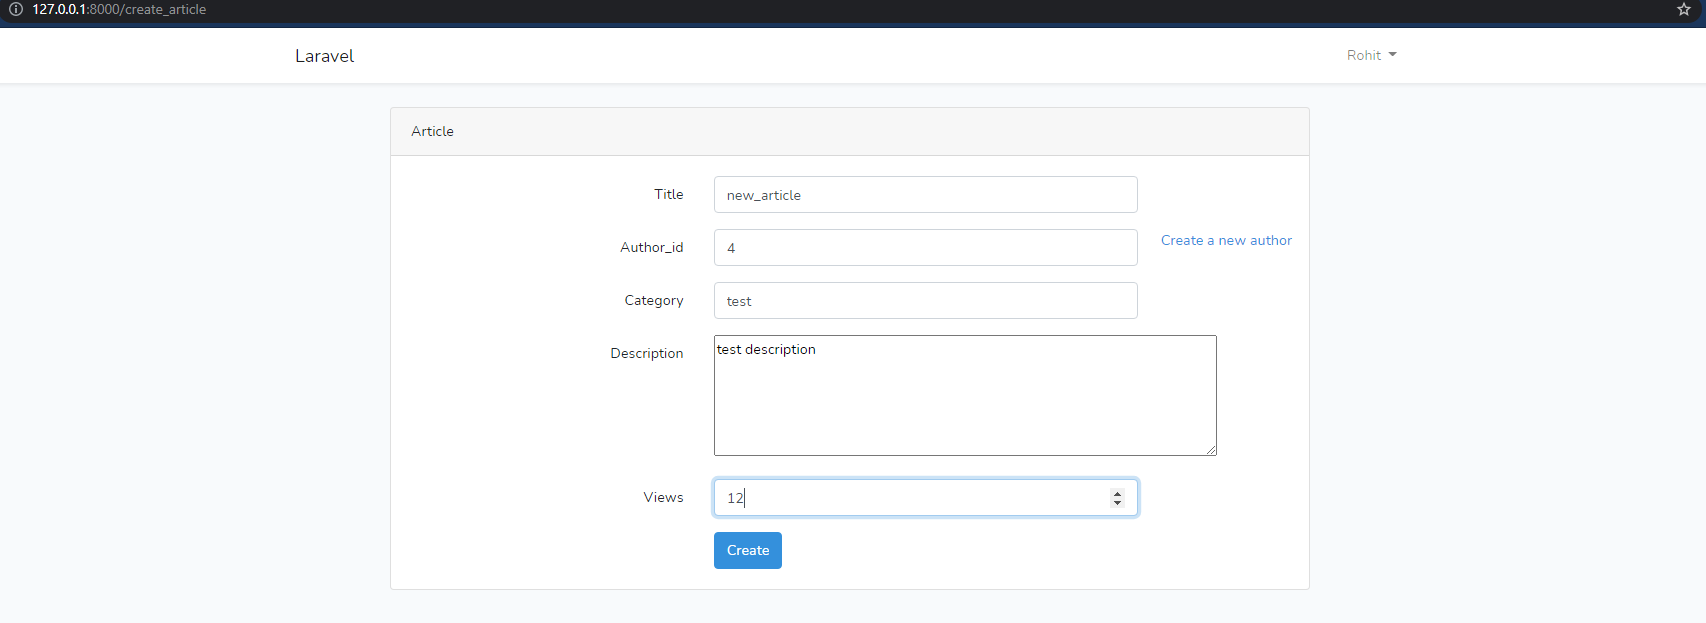 127.0.0.1:8000/create_article
Laravel
Rohit
Article
Title
new_article
Author_id
4
Create a new author
Category
test
Description
test description
Views
12
Create